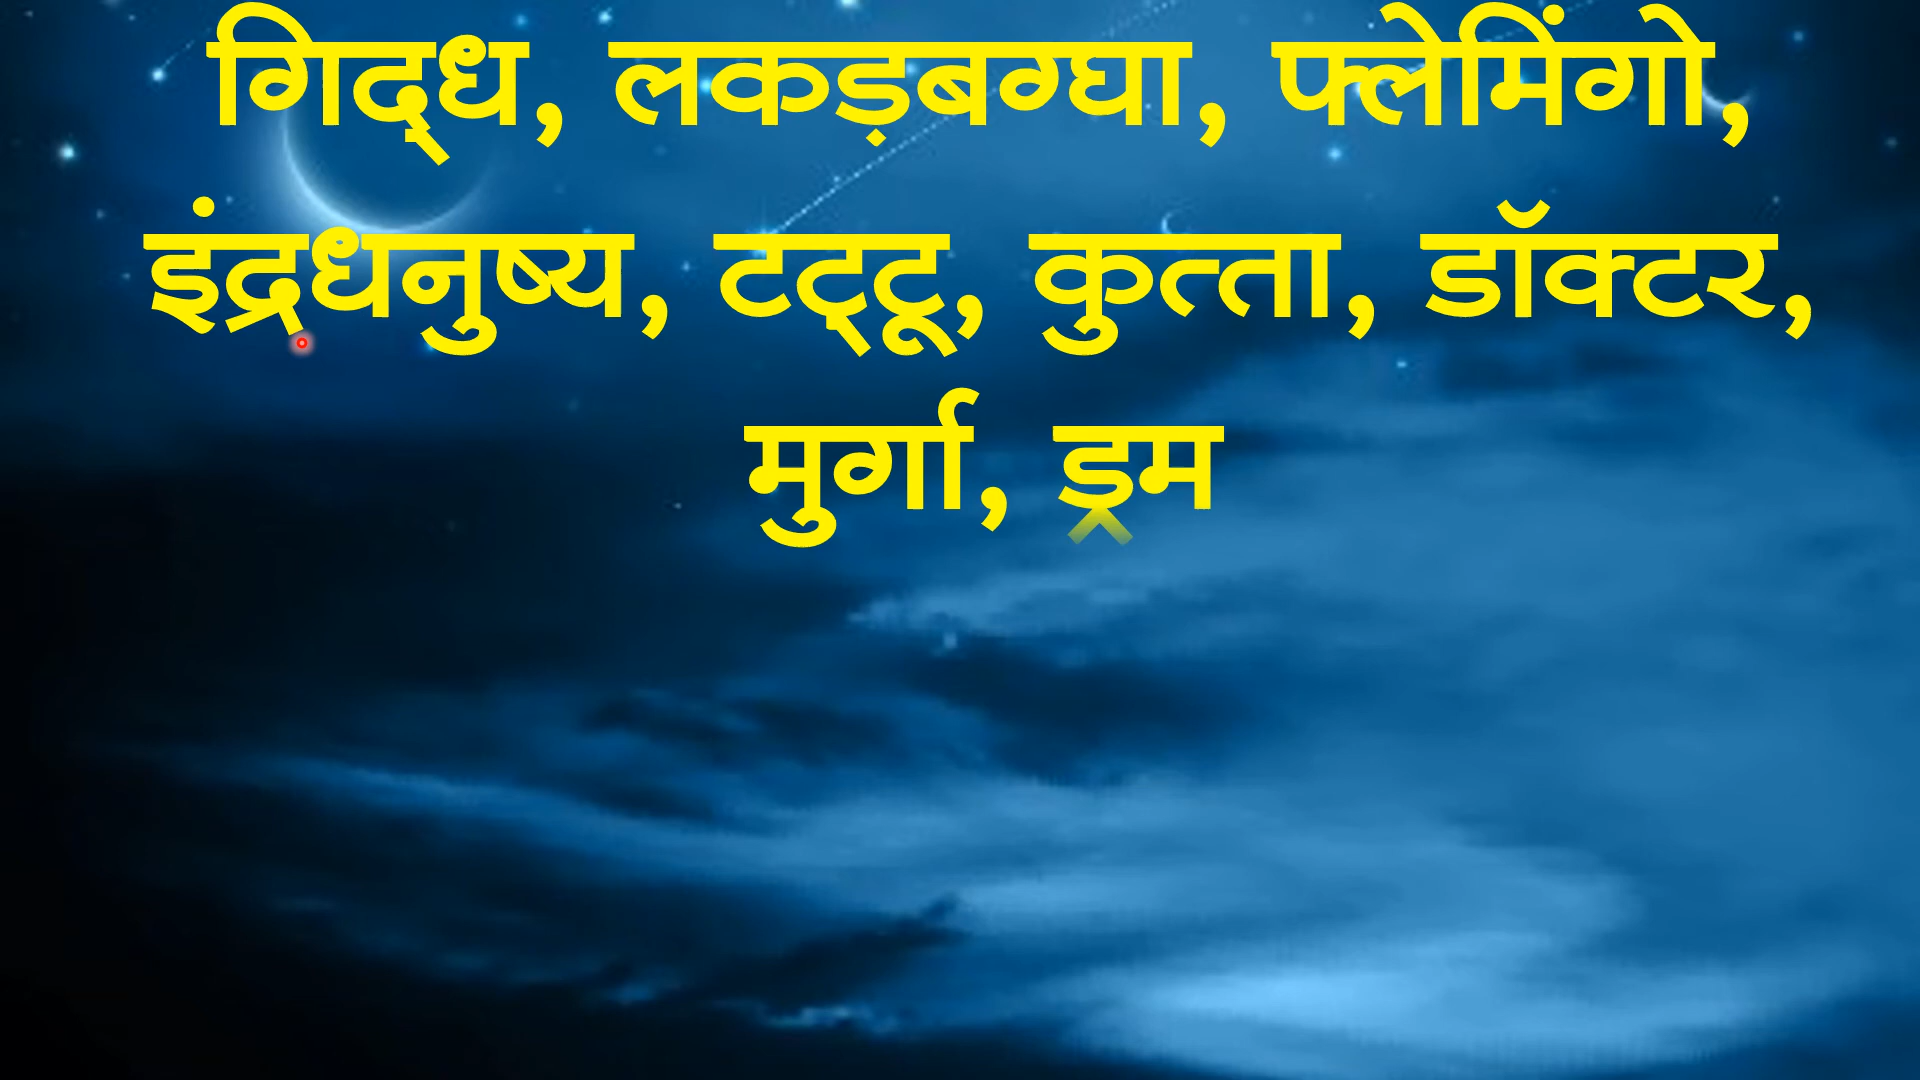 गिद्ध, लकड़बग्घा, फ्लेमिंगो,
इंद्रधनुष्य, टट्टू, कुत्ता, डॉक्टर,
मुर्गा, ड्रम